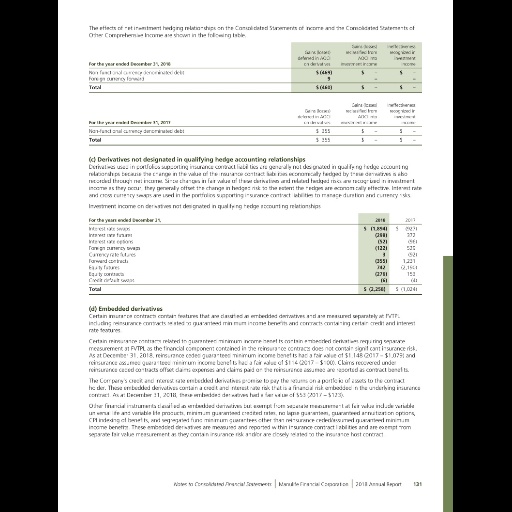 The effects of net investment hedging relationships on the Consolidated Statements of Income and the Consolidated Statements of
Other Comprehensive Income are shown in the following table.
For the year ended December 31, 2018 Gains (losses) deferred in AOCI on derivatives Gains (losses) reclassified from AOCI into investment income Ineffectiveness recognized in investment income
Non-functional currency denominated debt $ (469) $ – $ –
Foreign currency forward 9 – –
Total $ (460) $ – $ –
For the year ended December 31, 2017 Gains (losses) deferred in AOCI on derivatives Gains (losses) reclassified from AOCI into investment income Ineffectiveness recognized in investment income
Non-functional currency denominated debt $ 355 $ – $ –
Total $ 355 $ – $ –
(c) Derivatives not designated in qualifying hedge accounting relationships
Derivatives used in portfolios supporting insurance contract liabilities are generally not designated in qualifying hedge accounting
relationships because the change in the value of the insurance contract liabilities economically hedged by these derivatives is also
recorded through net income. Since changes in fair value of these derivatives and related hedged risks are recognized in investment
income as they occur, they generally offset the change in hedged risk to the extent the hedges are economically effective. Interest rate
and cross currency swaps are used in the portfolios supporting insurance contract liabilities to manage duration and currency risks.
Investment income on derivatives not designated in qualifying hedge accounting relationships
For the years ended December 31, 2018 2017
Interest rate swaps $ (1,894) $ (927)
Interest rate futures (298) 372
Interest rate options (52) (96)
Foreign currency swaps (122) 529
Currency rate futures 3 (92)
Forward contracts (355) 1,231
Equity futures 742 (2,190)
Equity contracts (276) 153
Credit default swaps (6) (4)
Total $ (2,258) $ (1,024)
(d) Embedded derivatives
Certain insurance contracts contain features that are classified as embedded derivatives and are measured separately at FVTPL
including reinsurance contracts related to guaranteed minimum income benefits and contracts containing certain credit and interest
rate features.
Certain reinsurance contracts related to guaranteed minimum income benefits contain embedded derivatives requiring separate
measurement at FVTPL as the financial component contained in the reinsurance contracts does not contain significant insurance risk.
As at December 31, 2018, reinsurance ceded guaranteed minimum income benefits had a fair value of $1,148 (2017 – $1,079) and
reinsurance assumed guaranteed minimum income benefits had a fair value of $114 (2017 – $100). Claims recovered under
reinsurance ceded contracts offset claims expenses and claims paid on the reinsurance assumed are reported as contract benefits.
The Company's credit and interest rate embedded derivatives promise to pay the returns on a portfolio of assets to the contract
holder. These embedded derivatives contain a credit and interest rate risk that is a financial risk embedded in the underlying insurance
contract. As at December 31, 2018, these embedded derivatives had a fair value of $53 (2017 – $123).
Other financial instruments classified as embedded derivatives but exempt from separate measurement at fair value include variable
universal life and variable life products, minimum guaranteed credited rates, no lapse guarantees, guaranteed annuitization options,
CPI indexing of benefits, and segregated fund minimum guarantees other than reinsurance ceded/assumed guaranteed minimum
income benefits. These embedded derivatives are measured and reported within insurance contract liabilities and are exempt from
separate fair value measurement as they contain insurance risk and/or are closely related to the insurance host contract.
Notes to Consolidated Financial Statements | Manulife Financial Corporation | 2018 Annual Report 131